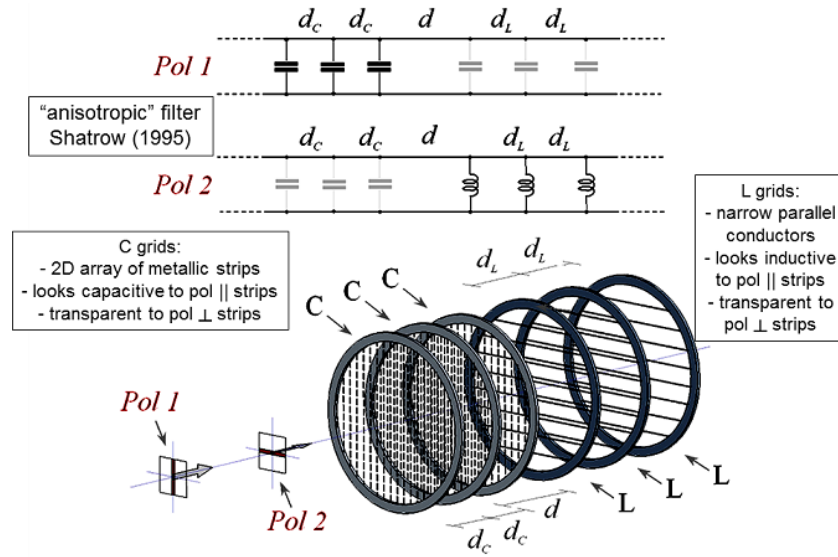 d_C d_C d d_L d_L
Pol 1
"anisotropic" filter
Shatrow (1995)
d_C d_C d d_L d_L
Pol 2
C grids:
- 2D array of metallic strips
- looks capacitive to pol || strips
- transparent to pol ⊥ strips
L grids:
- narrow parallel
conductors
- looks inductive
to pol || strips
- transparent to
pol ⊥ strips
d_L d_L
C C C
Pol 1
Pol 2
L L L
d_C d_C d